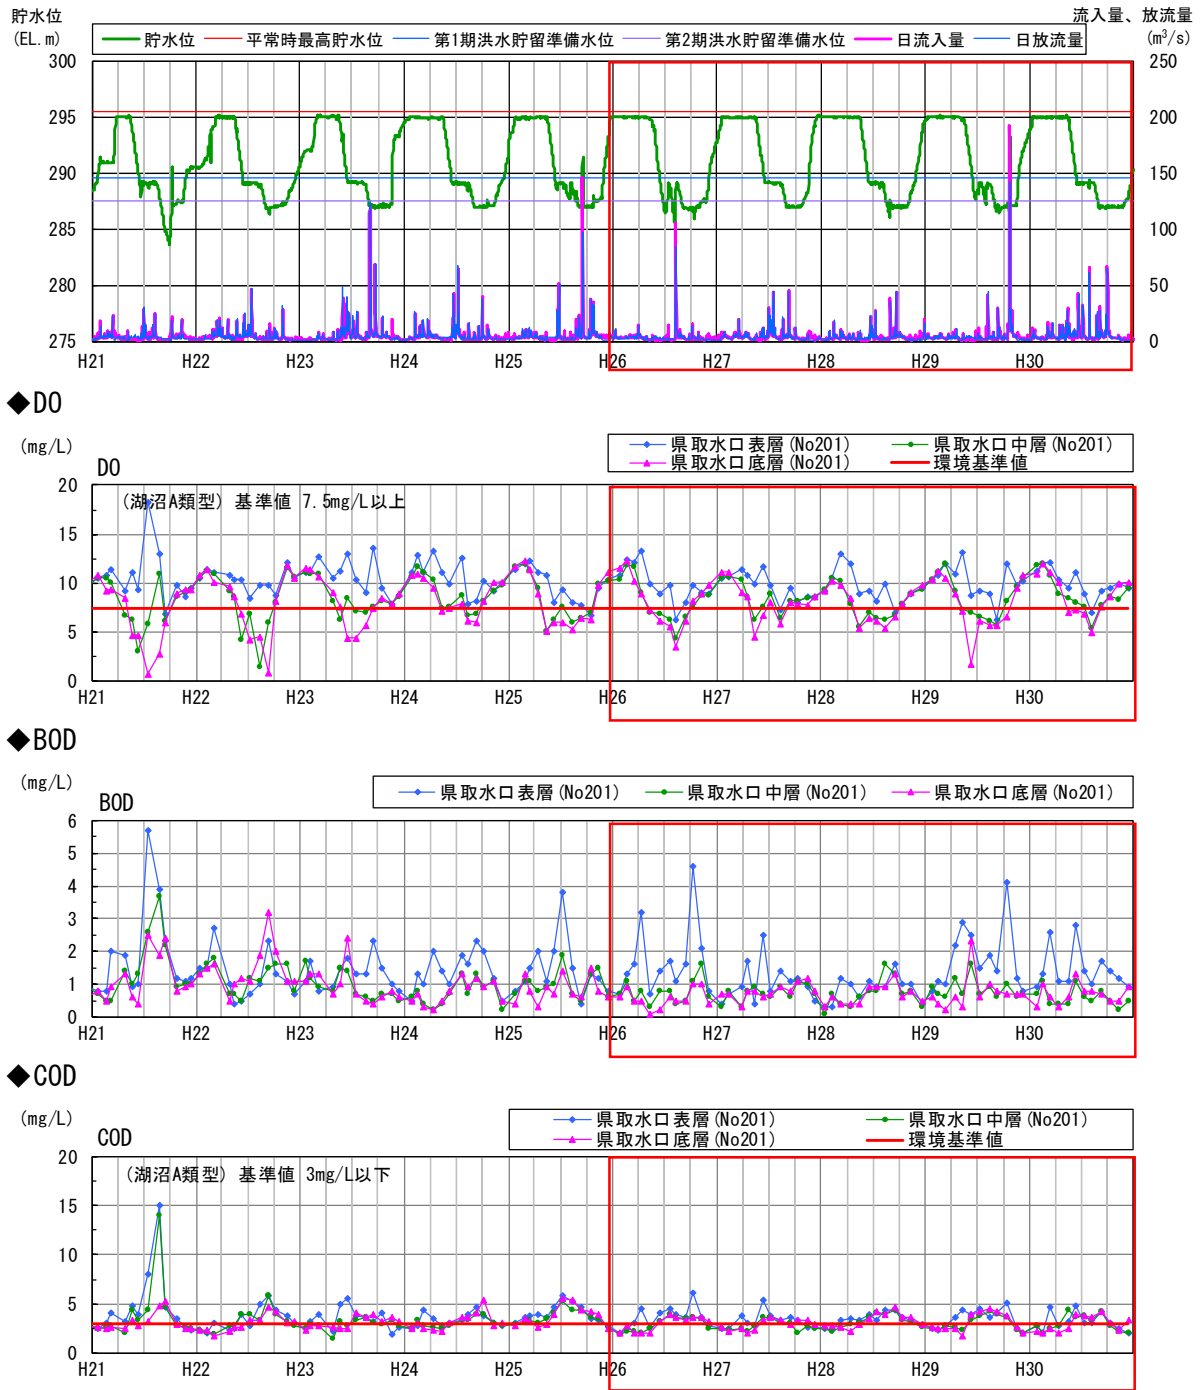 貯水位
(EL.m)
流入量、放流量
(m³/s)
貯水位 平常時最高貯水位 第1期洪水貯留準備水位 第2期洪水貯留準備水位 日流入量 日放流量
300 250
295 200
290 150
285 100
280 50
275 0
H21 H22 H23 H24 H25 H26 H27 H28 H29 H30
◆DO
(mg/L)
県取水口表層(No201) 県取水口中層(No201)
県取水口底層(No201) 環境基準値
DO
(湖沼A類型) 基準値 7.5mg/L以上
20
15
10
5
0
H21 H22 H23 H24 H25 H26 H27 H28 H29 H30
◆BOD
(mg/L)
県取水口表層(No201) 県取水口中層(No201) 県取水口底層(No201)
BOD
6
5
4
3
2
1
0
H21 H22 H23 H24 H25 H26 H27 H28 H29 H30
◆COD
(mg/L)
県取水口表層(No201) 県取水口中層(No201)
県取水口底層(No201) 環境基準値
COD
(湖沼A類型) 基準値 3mg/L以下
20
15
10
5
0
H21 H22 H23 H24 H25 H26 H27 H28 H29 H30